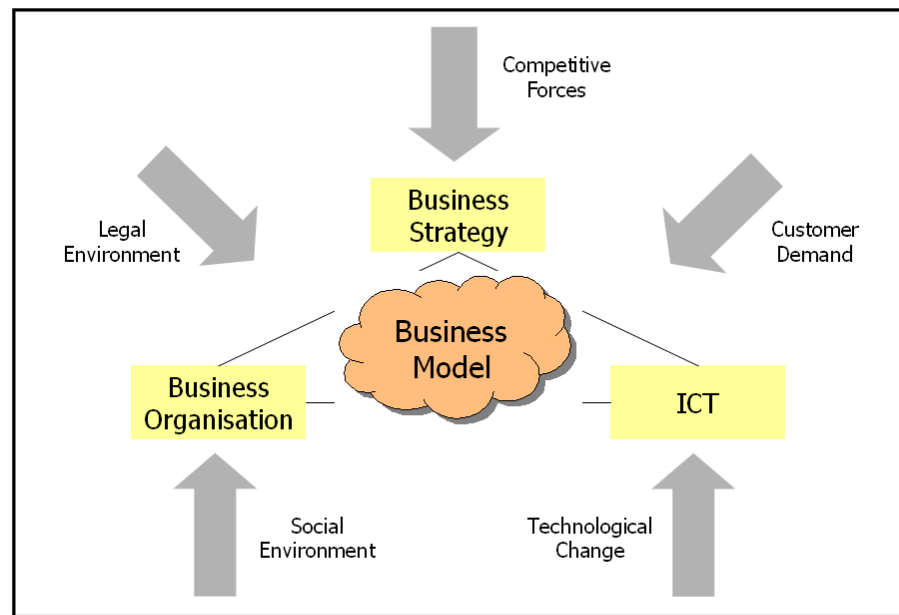 Competitive
Forces
Legal
Environment
Business
Strategy
Customer
Demand
Business
Model
Business
Organisation
ICT
Social
Environment
Technological
Change